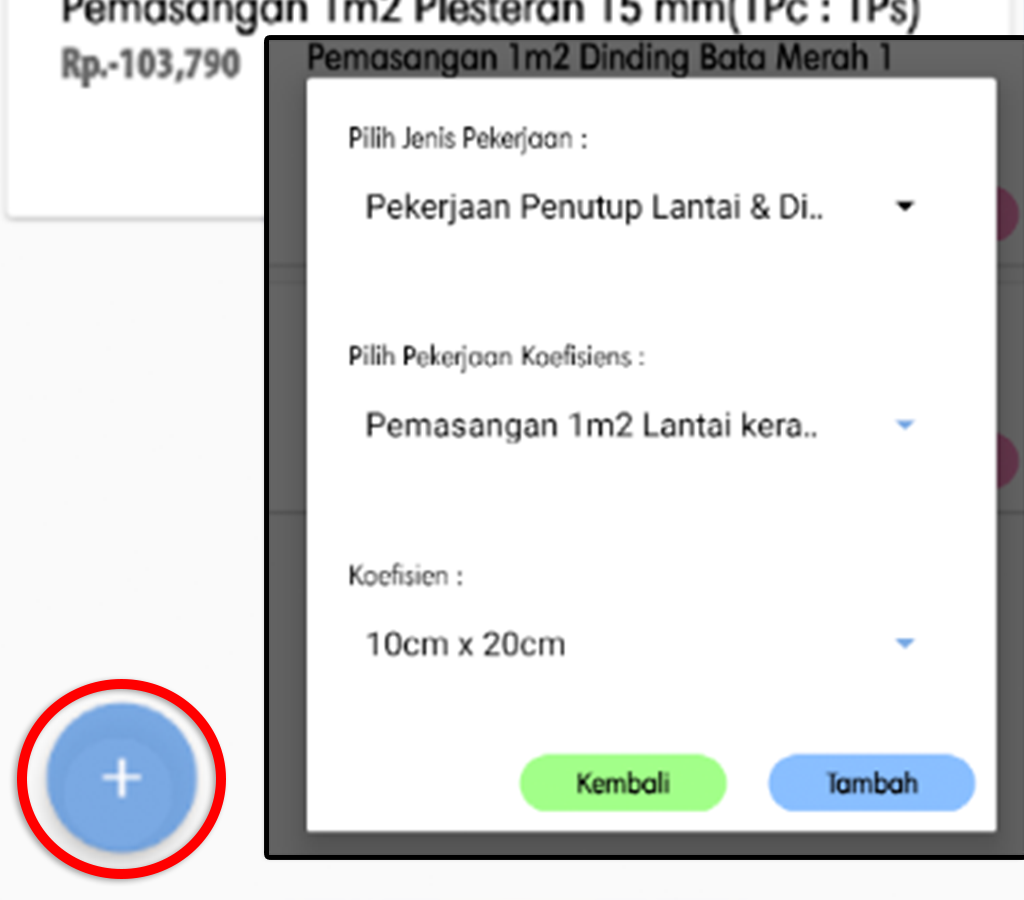 Pemasangan 1m2 Plesteran 15 mm(1Pc : 1Ps)
Rp.-103,790
Pemasangan 1m2 Dinding Bata Merah 1
Pilih Jenis Pekerjaan :
Pekerjaan Penutup Lantai & Di..
Pilih Pekerjaan Koefisiens :
Pemasangan 1m2 Lantai kera..
Koefisien :
10cm x 20cm
+
Kembali
Tambah